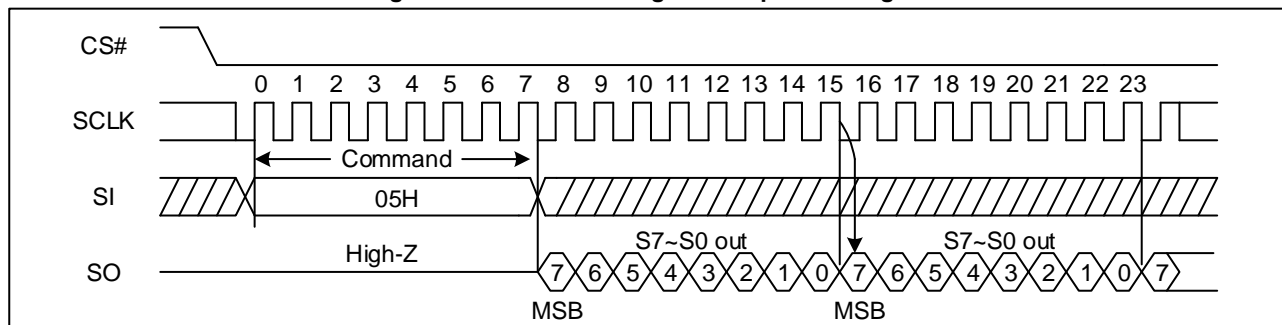 CS#
0 1 2 3 4 5 6 7 8 9 10 11 12 13 14 15 16 17 18 19 20 21 22 23
SCLK
Command
SI
05H
High-Z
S7~S0 out S7~S0 out
SO
7 6 5 4 3 2 1 0 7 6 5 4 3 2 1 0 7
MSB MSB